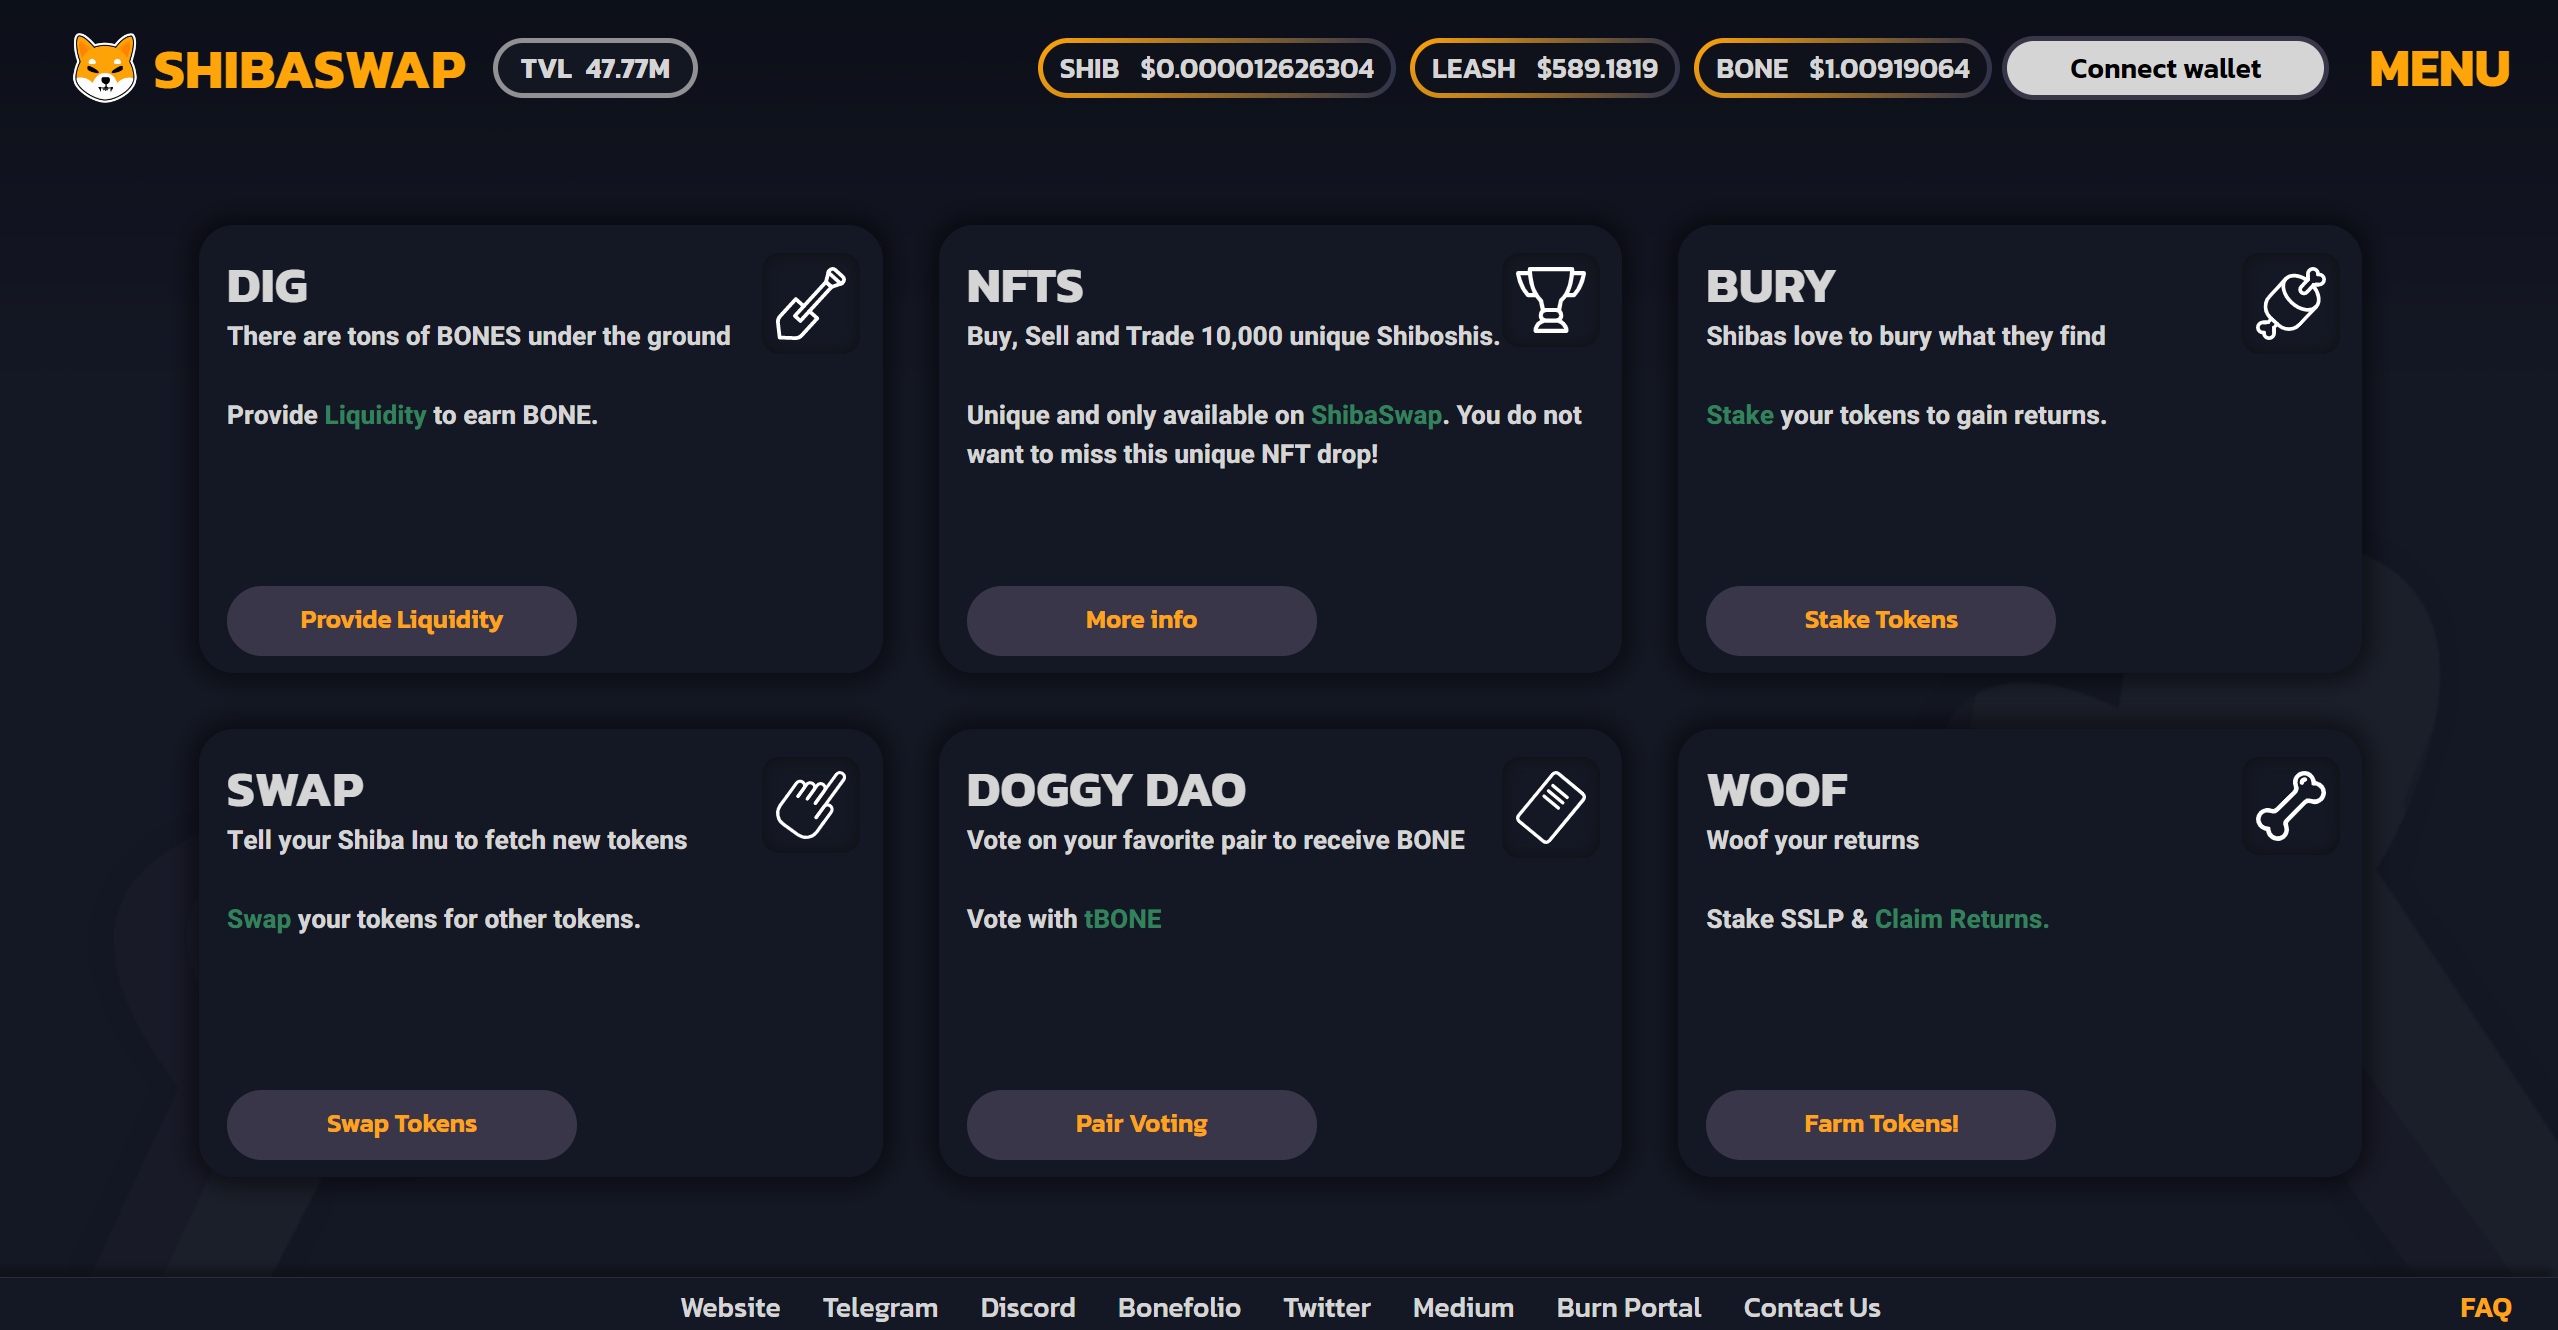 SHIBASWAP
TVL 47.77M
SHIB $0.000012626304
LEASH $589.1819
BONE $1.00919064
Connect wallet
MENU
DIG
There are tons of BONES under the ground
Provide Liquidity to earn BONE.
Provide Liquidity
NFTS
Buy, Sell and Trade 10,000 unique Shiboshis.
Unique and only available on ShibaSwap. You do not
want to miss this unique NFT drop!
More info
BURY
Shibas love to bury what they find
Stake your tokens to gain returns.
Stake Tokens
SWAP
Tell your Shiba Inu to fetch new tokens
Swap your tokens for other tokens.
Swap Tokens
DOGGY DAO
Vote on your favorite pair to receive BONE
Vote with tBONE
Pair Voting
WOOF
Woof your returns
Stake SSLP & Claim Returns.
Farm Tokens!
Website Telegram Discord Bonefolio Twitter Medium Burn Portal Contact Us
FAQ